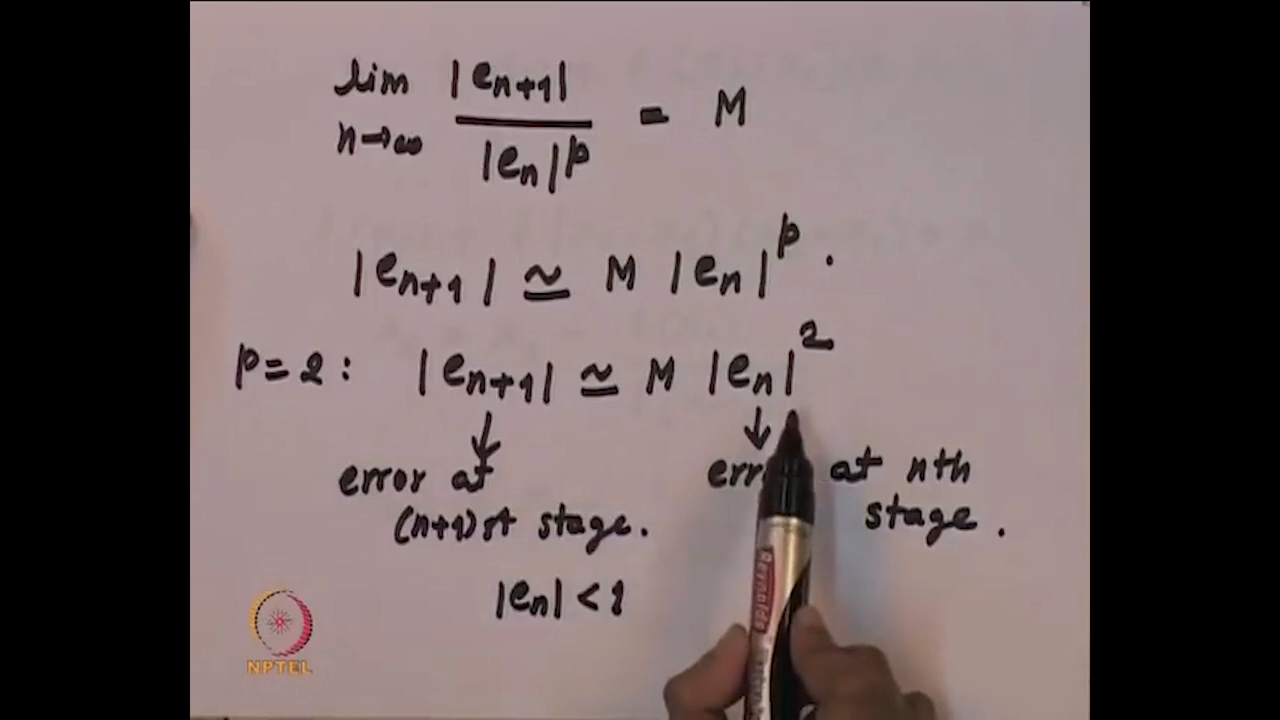 lim |en+1| / |en|^p = M
n→∞
|en+1| ≃ M |en|^p .
p=2: |en+1| ≃ M |en|^2
↓ ↓
error at at nth
(n+1)st stage. stage.
|en| < 1
Reynolds
NPTEL